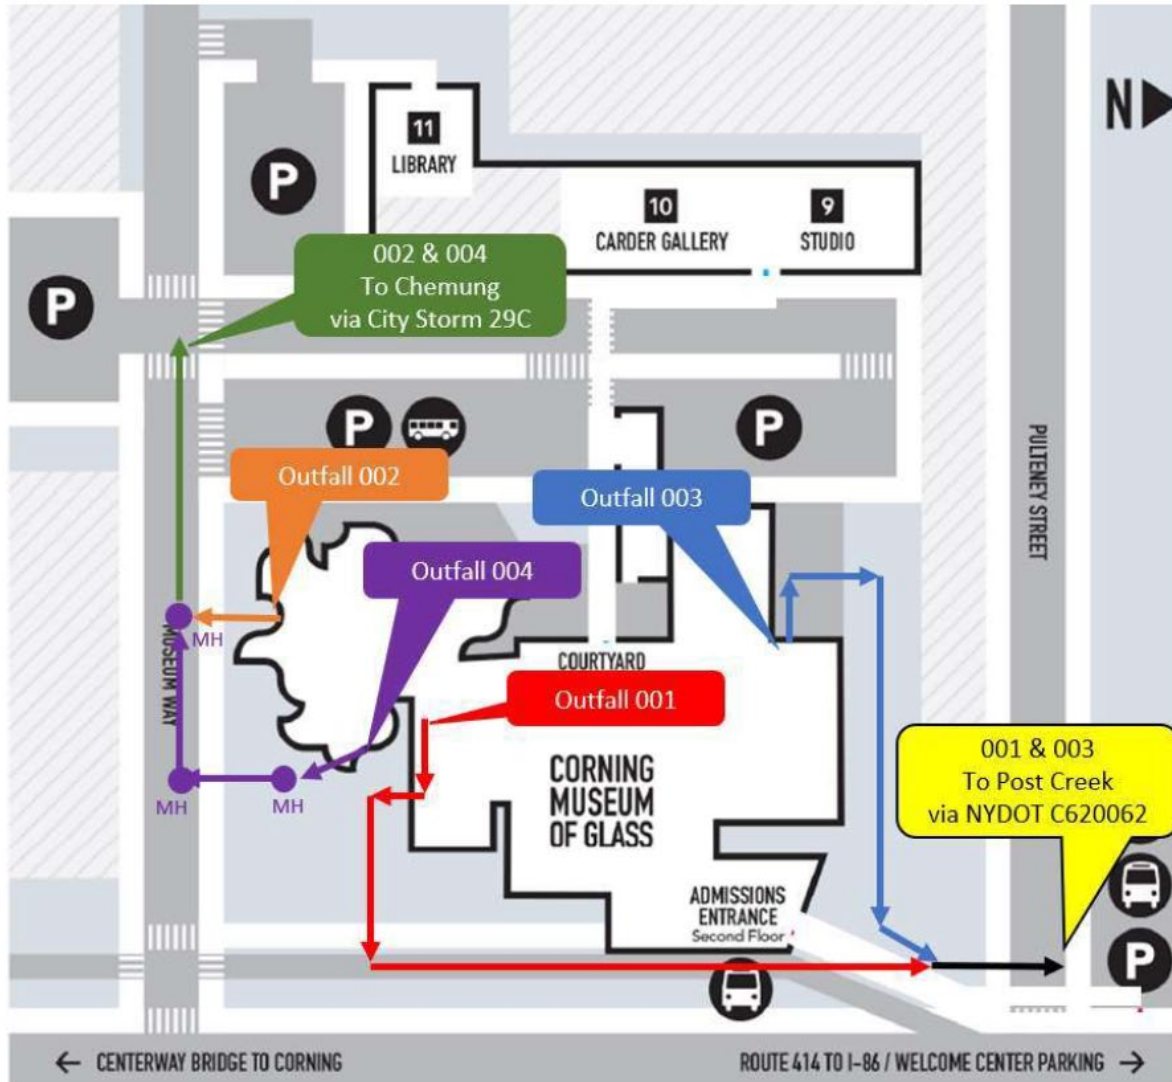 N
11
LIBRARY
P
10
CARDER GALLERY
9
STUDIO
002 & 004
To Chemung
via City Storm 29C
P
P
P
PULTENEY STREET
Outfall 002
Outfall 003
Outfall 004
MH
MUSEUM WAY
COURTYARD
Outfall 001
MH
MH
CORNING
MUSEUM
OF GLASS
001 & 003
To Post Creek
via NYDOT C620062
ADMISSIONS
ENTRANCE
Second Floor
P
← CENTERWAY BRIDGE TO CORNING
ROUTE 414 TO I-86 / WELCOME CENTER PARKING →